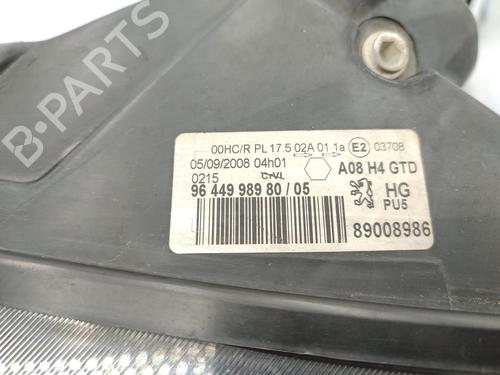 00HC/R PL 17.5 02A 01 1a E2 03708
05/09/2008 04h01
A08 H4 GTD
0215
96 449 989 80 / 05
HG
PU5
89008986
B-PARTS